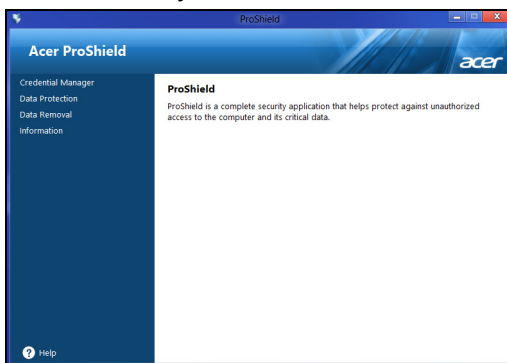 ProShield
Acer ProShield
acer
Credential Manager
Data Protection
Data Removal
Information
ProShield
ProShield is a complete security application that helps protect against unauthorized
access to the computer and its critical data.
? Help